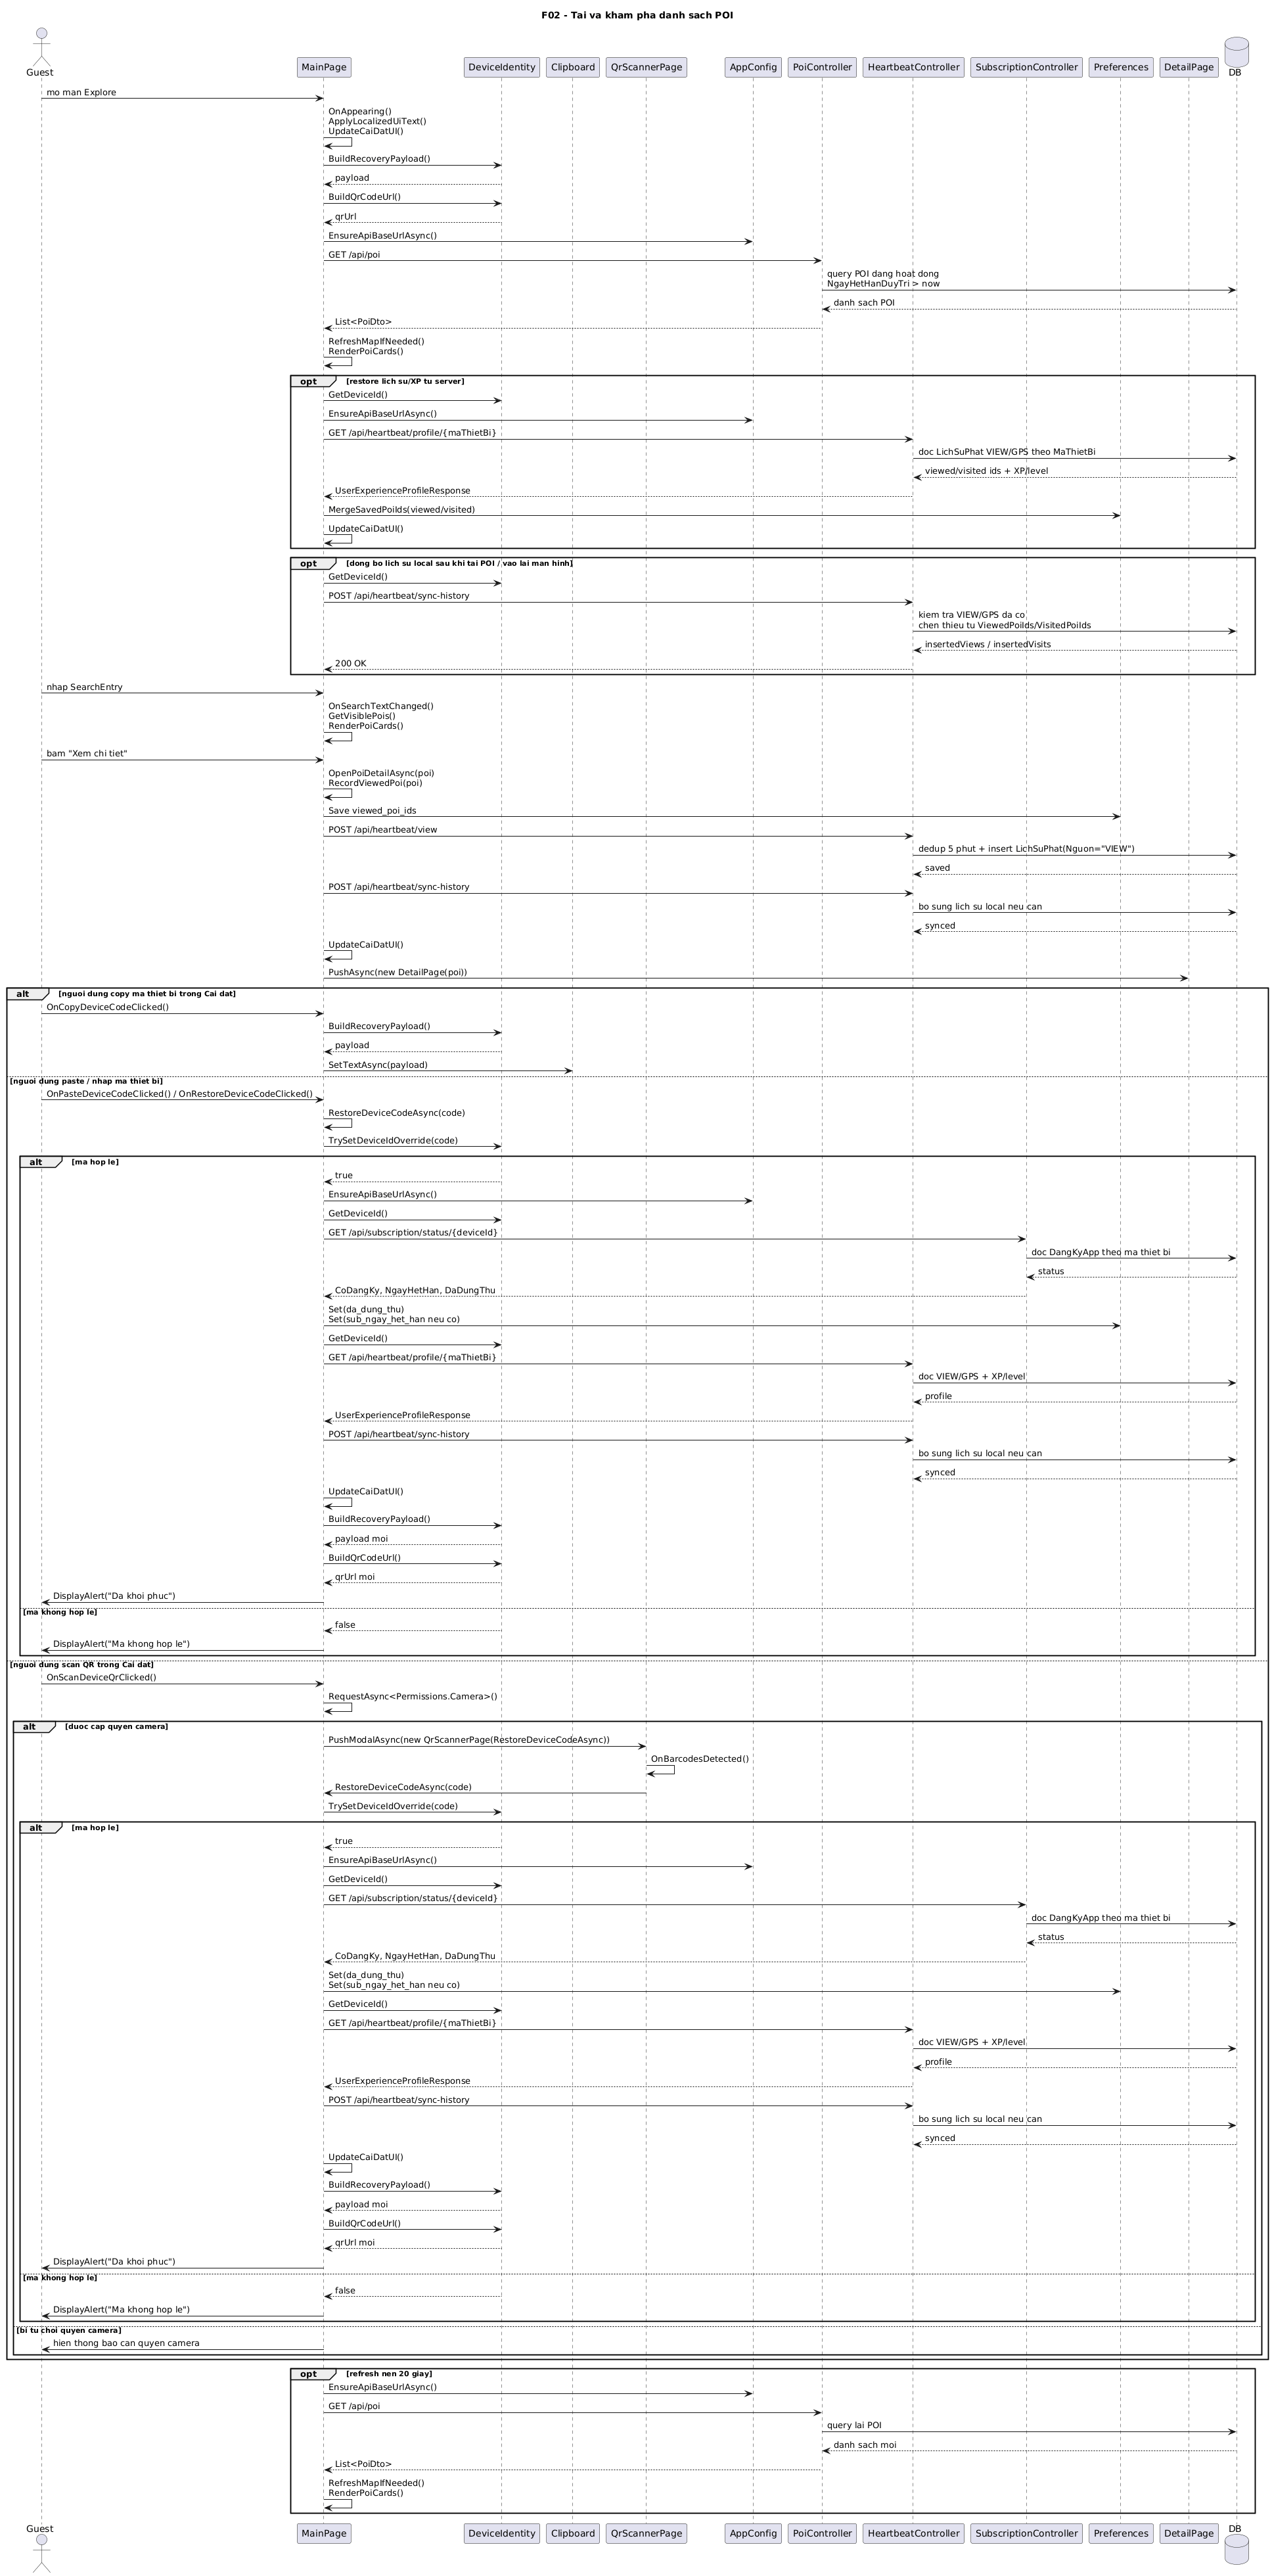 F02 - Tai va kham pha danh sach POI
Guest
MainPage
DeviceIdentity
Clipboard
QrScannerPage
AppConfig
PoiController
HeartbeatController
SubscriptionController
Preferences
DetailPage
DB
mo man Explore
OnAppearing()
ApplyLocalizedUiText()
UpdateCaiDatUI()
BuildRecoveryPayload()
payload
BuildQrCodeUrl()
qrUrl
EnsureApiBaseUrlAsync()
GET /api/poi
query POI dang hoat dong
NgayHetHanDuyTri > now
danh sach POI
List<PoiDto>
RefreshMapIfNeeded()
RenderPoiCards()
opt [restore lich su/XP tu server]
GetDeviceId()
EnsureApiBaseUrlAsync()
GET /api/heartbeat/profile/{maThietBi}
doc LichSuPhat VIEW/GPS theo MaThietBi
viewed/visited ids + XP/level
UserExperienceProfileResponse
MergeSavedPoiIds(viewed/visited)
UpdateCaiDatUI()
opt [dong bo lich su local sau khi tai POI / vao lai man hinh]
GetDeviceId()
POST /api/heartbeat/sync-history
kiem tra VIEW/GPS da co
chen thieu tu ViewedPoiIds/VisitedPoiIds
insertedViews / insertedVisits
200 OK
nhap SearchEntry
OnSearchTextChanged()
GetVisiblePois()
RenderPoiCards()
bam "Xem chi tiet"
OpenPoiDetailAsync(poi)
RecordViewedPoi(poi)
Save viewed_poi_ids
POST /api/heartbeat/view
dedup 5 phut + insert LichSuPhat(Nguon="VIEW")
saved
POST /api/heartbeat/sync-history
bo sung lich su local neu can
synced
UpdateCaiDatUI()
PushAsync(new DetailPage(poi))
alt [nguoi dung copy ma thiet bi trong Cai dat]
OnCopyDeviceCodeClicked()
BuildRecoveryPayload()
payload
SetTextAsync(payload)
[nguoi dung paste / nhap ma thiet bi]
OnPasteDeviceCodeClicked() / OnRestoreDeviceCodeClicked()
RestoreDeviceCodeAsync(code)
TrySetDeviceIdOverride(code)
alt [ma hop le]
true
EnsureApiBaseUrlAsync()
GetDeviceId()
GET /api/subscription/status/{deviceId}
doc DangKyApp theo ma thiet bi
status
CoDangKy, NgayHetHan, DaDungThu
Set(da_dung_thu)
Set(sub_ngay_het_han neu co)
GetDeviceId()
GET /api/heartbeat/profile/{maThietBi}
doc VIEW/GPS + XP/level
profile
UserExperienceProfileResponse
POST /api/heartbeat/sync-history
bo sung lich su local neu can
synced
UpdateCaiDatUI()
BuildRecoveryPayload()
payload moi
BuildQrCodeUrl()
qrUrl moi
DisplayAlert("Da khoi phuc")
[ma khong hop le]
false
DisplayAlert("Ma khong hop le")
[nguoi dung scan QR trong Cai dat]
OnScanDeviceQrClicked()
RequestAsync<Permissions.Camera>()
alt [duoc cap quyen camera]
PushModalAsync(new QrScannerPage(RestoreDeviceCodeAsync))
OnBarcodesDetected()
RestoreDeviceCodeAsync(code)
TrySetDeviceIdOverride(code)
alt [ma hop le]
true
EnsureApiBaseUrlAsync()
GetDeviceId()
GET /api/subscription/status/{deviceId}
doc DangKyApp theo ma thiet bi
status
CoDangKy, NgayHetHan, DaDungThu
Set(da_dung_thu)
Set(sub_ngay_het_han neu co)
GetDeviceId()
GET /api/heartbeat/profile/{maThietBi}
doc VIEW/GPS + XP/level
profile
UserExperienceProfileResponse
POST /api/heartbeat/sync-history
bo sung lich su local neu can
synced
UpdateCaiDatUI()
BuildRecoveryPayload()
payload moi
BuildQrCodeUrl()
qrUrl moi
DisplayAlert("Da khoi phuc")
[ma khong hop le]
false
DisplayAlert("Ma khong hop le")
[bi tu choi quyen camera]
hien thong bao can quyen camera
opt [refresh nen 20 giay]
EnsureApiBaseUrlAsync()
GET /api/poi
query lai POI
danh sach moi
List<PoiDto>
RefreshMapIfNeeded()
RenderPoiCards()
Guest
MainPage
DeviceIdentity
Clipboard
QrScannerPage
AppConfig
PoiController
HeartbeatController
SubscriptionController
Preferences
DetailPage
DB